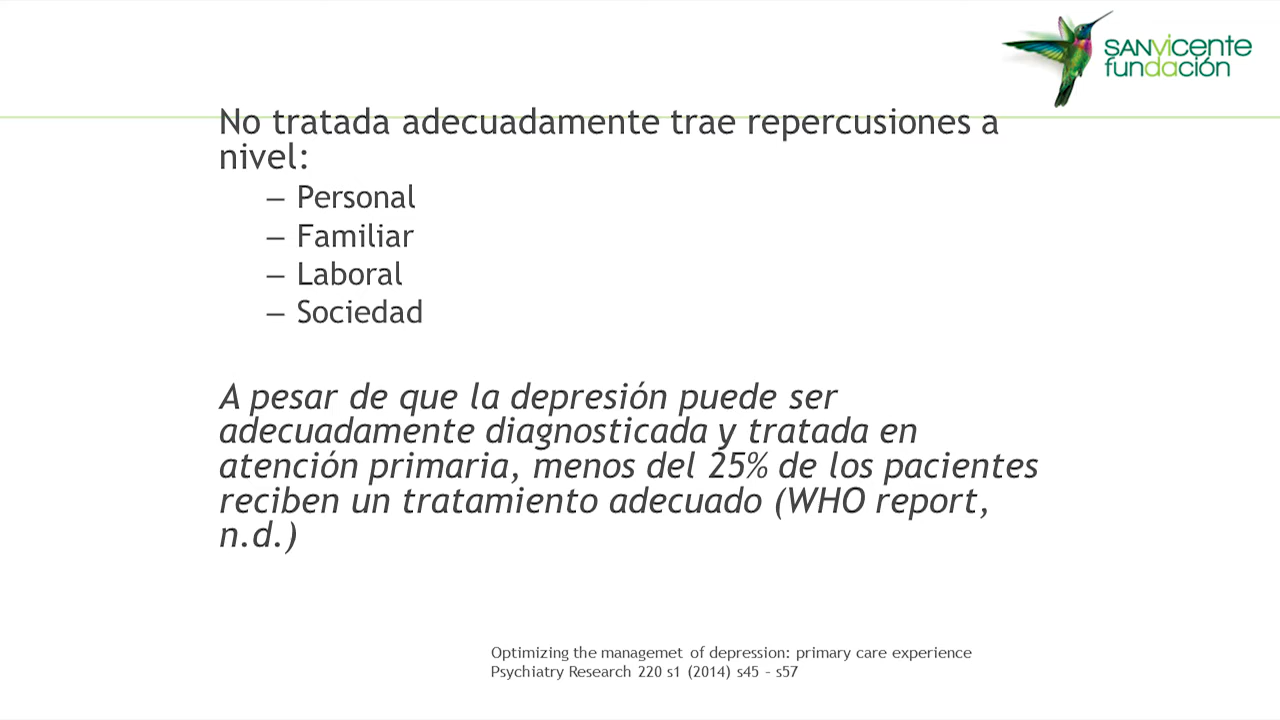 SANVicente
fundación
No tratada adecuadamente trae repercusiones a
nivel:
– Personal
– Familiar
– Laboral
– Sociedad
A pesar de que la depresión puede ser
adecuadamente diagnosticada y tratada en
atención primaria, menos del 25% de los pacientes
reciben un tratamiento adecuado (WHO report,
n.d.)
Optimizing the managemet of depression: primary care experience
Psychiatry Research 220 s1 (2014) s45 – s57